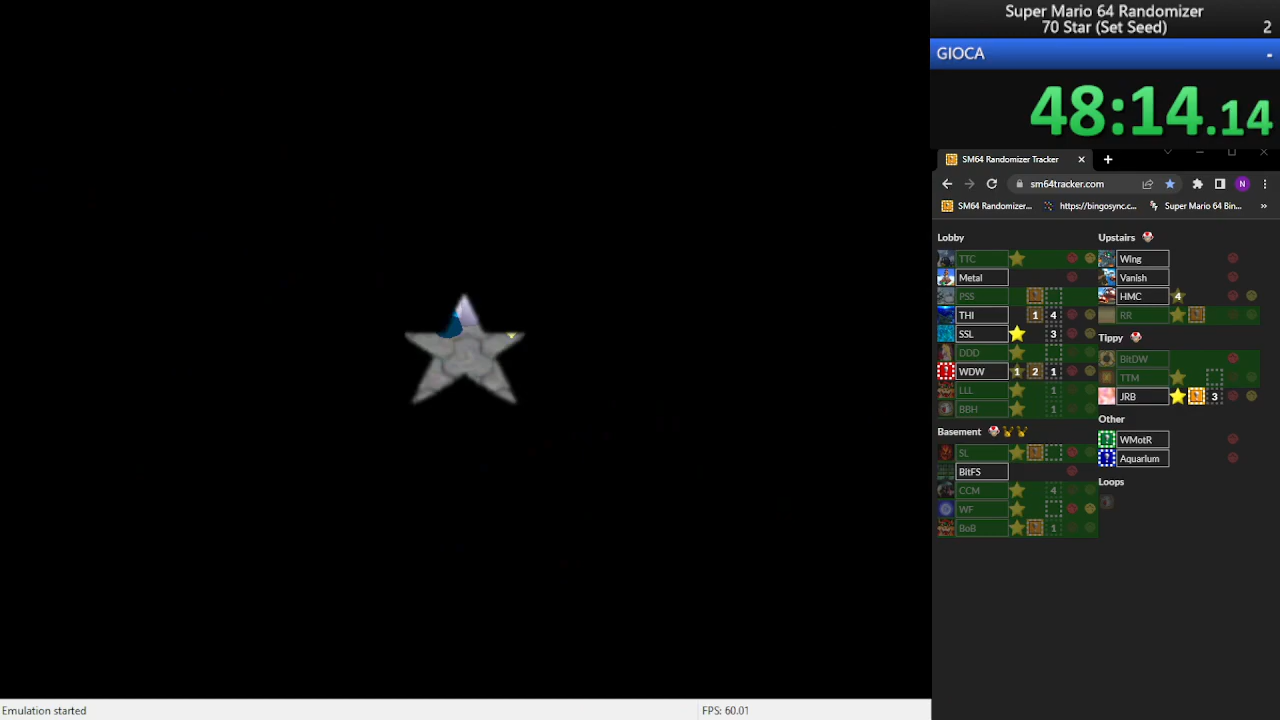 Super Mario 64 Randomizer
70 Star (Set Seed)
2
GIOCA
-
48:14.14
SM64 Randomizer Tracker
sm64tracker.com
N
SM64 Randomizer...
https://bingosync.c...
Super Mario 64 Bin...
»
Lobby
TTC
Metal
PSS
THI 1 4
SSL 3
DDD
WDW 1 2 1
LLL 1
BBH 1
Basement
SL
BitFS
CCM 4
WF
BoB 1
Upstairs
Wing
Vanish
HMC 4
RR
Tippy
BitDW
TTM
JRB 3
Other
? WMotR
? Aquarium
Loops
Emulation started
FPS: 60.01